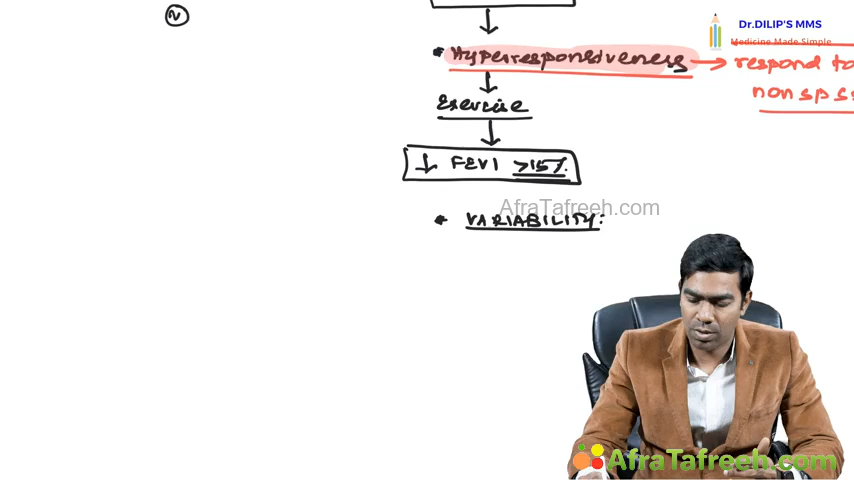 2
Dr.DILIP'S MMS
Medicine Made Simple
* Hyperresponsiveness → respond to
non sp s
Exercise
↓ FEV1 >15%
AfraTafreeh.com
* VARIABILITY:
AfraTafreeh.com